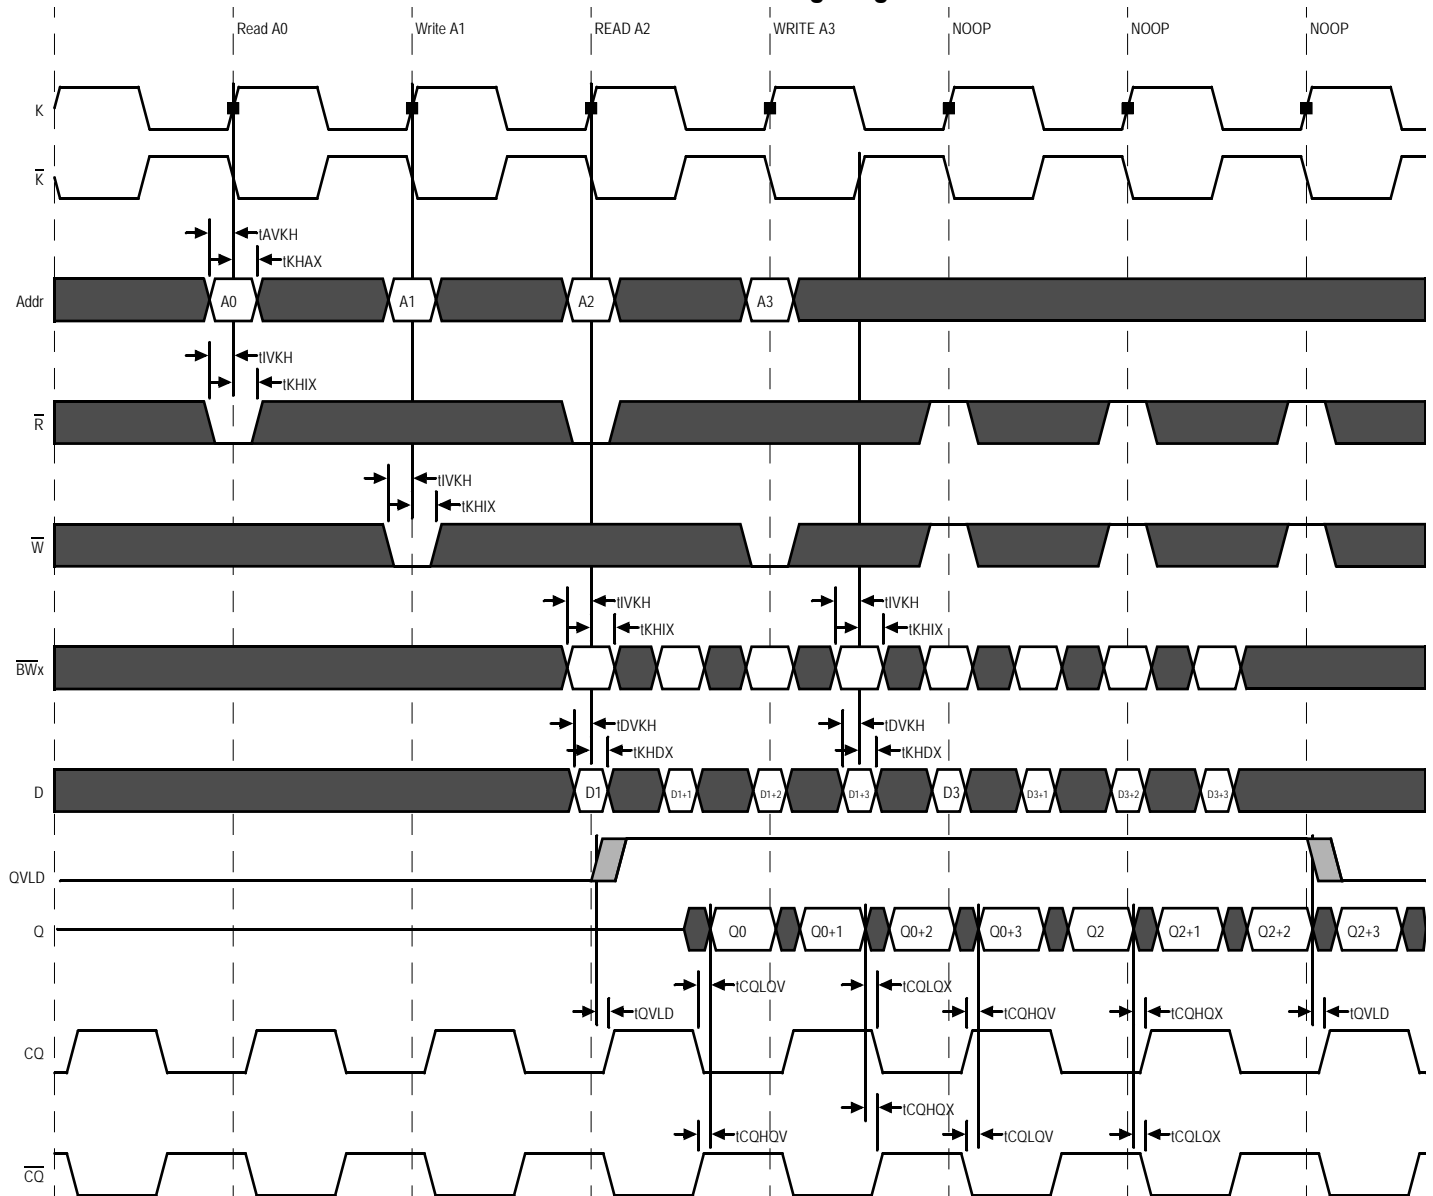 Read A0 Write A1 READ A2 WRITE A3 NOOP NOOP NOOP
K
K
tAVKH
tKHAX
Addr A0 A1 A2 A3
tIVKH
tKHIX
R
tIVKH
tKHIX
W
tIVKH tIVKH
tKHIX tKHIX
BWx
tDVKH tDVKH
tKHDX tKHDX
D D1 D1+1 D1+2 D1+3 D3 D3+1 D3+2 D3+3
QVLD
Q Q0 Q0+1 Q0+2 Q0+3 Q2 Q2+1 Q2+2 Q2+3
tCQLQV tCQLQX
tQVLD tCQHQV tCQHQX tQVLD
CQ
tCQHQX
tCQHQV tCQLQV tCQLQX
CQ